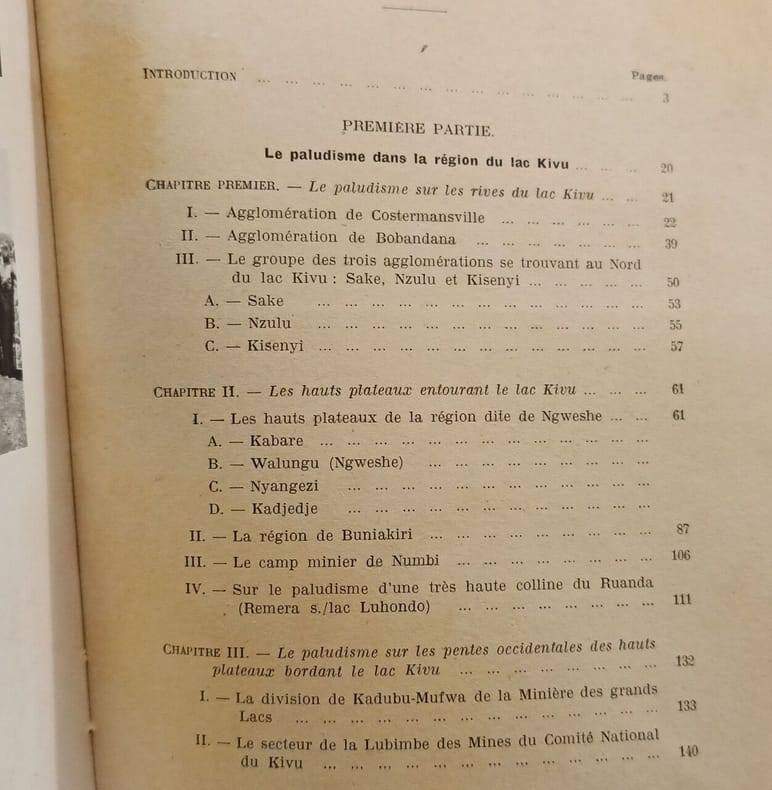 Pages
INTRODUCTION ... ... ... ... ... ... ... ... ... ... ... ... ... ... 3
PREMIÈRE PARTIE.
Le paludisme dans la région du lac Kivu ... ... ... 20
CHAPITRE PREMIER. — Le paludisme sur les rives du lac Kivu ... ... 21
I. — Agglomération de Costermansville ... ... ... ... ... ... 22
II. — Agglomération de Bobandana ... ... ... ... ... ... ... 39
III. — Le groupe des trois agglomérations se trouvant au Nord
du lac Kivu : Sake, Nzulu et Kisenyi ... ... ... ... ... 50
A. — Sake ... ... ... ... ... ... ... ... ... ... ... ... ... 53
B. — Nzulu ... ... ... ... ... ... ... ... ... ... ... ... ... 55
C. — Kisenyi ... ... ... ... ... ... ... ... ... ... ... ... ... 57
CHAPITRE II. — Les hauts plateaux entourant le lac Kivu ... ... ... 61
I. — Les hauts plateaux de la région dite de Ngweshe ... ... 61
A. — Kabare ... ... ... ... ... ... ... ... ... ... ... ... ...
B. — Walungu (Ngweshe) ... ... ... ... ... ... ... ... ...
C. — Nyangezi ... ... ... ... ... ... ... ... ... ... ... ...
D. — Kadjedje ... ... ... ... ... ... ... ... ... ... ... ...
II. — La région de Buniakiri ... ... ... ... ... ... ... ... ... 87
III. — Le camp minier de Numbi ... ... ... ... ... ... ... ... 106
IV. — Sur le paludisme d'une très haute colline du Ruanda
(Remera s./lac Luhondo) ... ... ... ... ... ... ... ... 111
CHAPITRE III. — Le paludisme sur les pentes occidentales des hauts
plateaux bordant le lac Kivu ... ... ... ... ... ... ... ... 132
I. — La division de Kadubu-Mufwa de la Minière des grands
Lacs ... ... ... ... ... ... ... ... ... ... ... ... ... ... 133
II. — Le secteur de la Lubimbe des Mines du Comité National
du Kivu ... ... ... ... ... ... ... ... ... ... ... ... ... 140